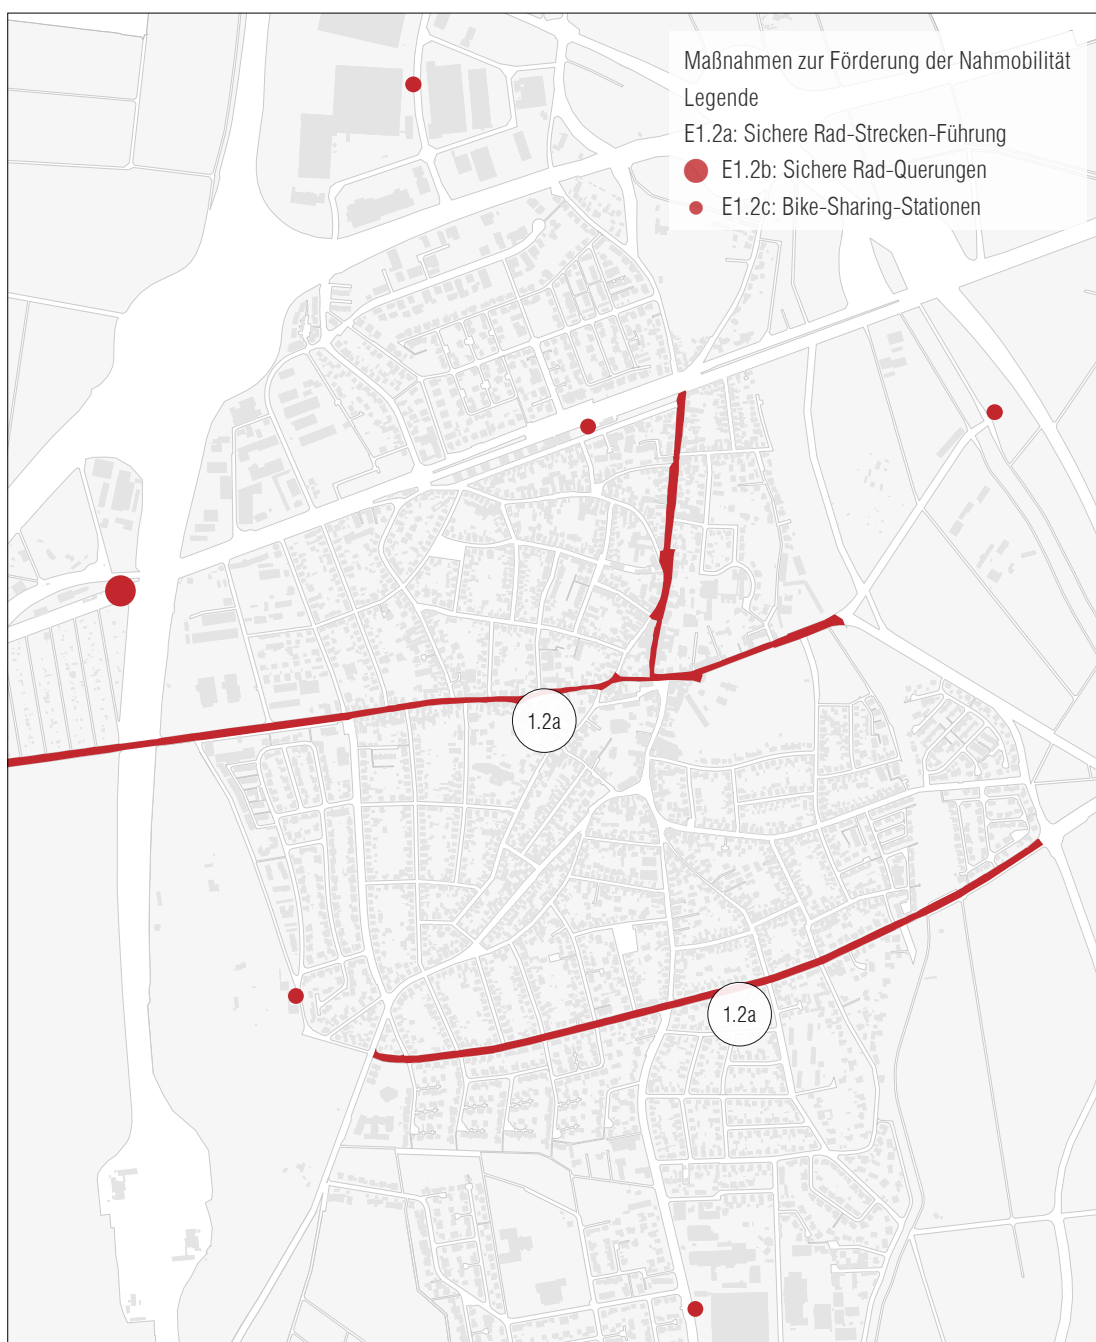 Maßnahmen zur Förderung der Nahmobilität
Legende
E1.2a: Sichere Rad-Strecken-Führung
E1.2b: Sichere Rad-Querungen
E1.2c: Bike-Sharing-Stationen
1.2a
1.2a